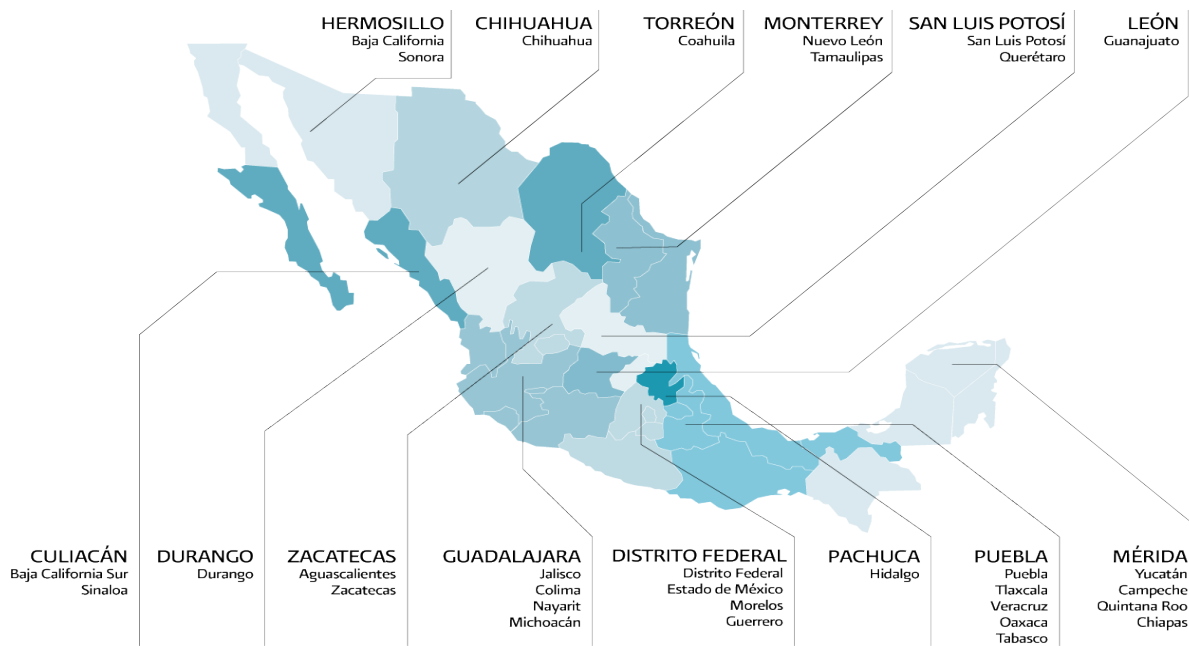 HERMOSILLO
Baja California
Sonora
CHIHUAHUA
Chihuahua
TORREÓN
Coahuila
MONTERREY
Nuevo León
Tamaulipas
SAN LUIS POTOSÍ
San Luis Potosí
Querétaro
LEÓN
Guanajuato
CULIACÁN
Baja California Sur
Sinaloa
DURANGO
Durango
ZACATECAS
Aguascalientes
Zacatecas
GUADALAJARA
Jalisco
Colima
Nayarit
Michoacán
DISTRITO FEDERAL
Distrito Federal
Estado de México
Morelos
Guerrero
PACHUCA
Hidalgo
PUEBLA
Puebla
Tlaxcala
Veracruz
Oaxaca
Tabasco
MÉRIDA
Yucatán
Campeche
Quintana Roo
Chiapas